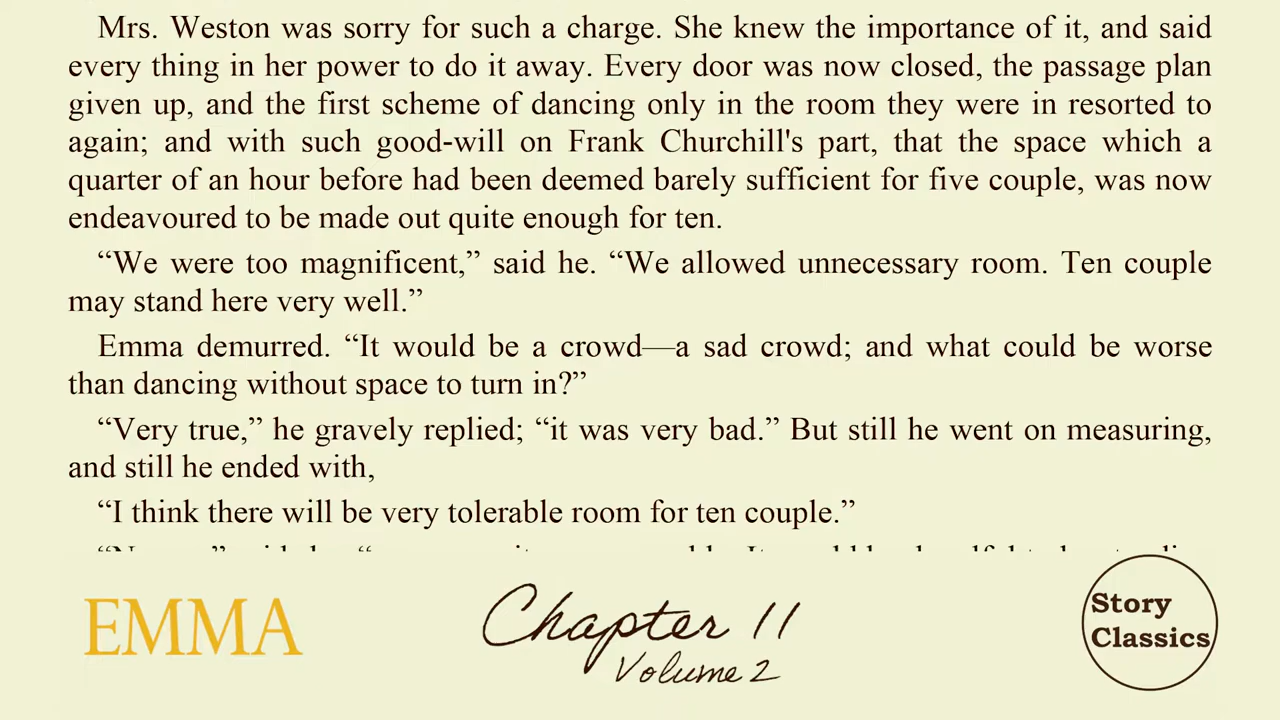 Mrs. Weston was sorry for such a charge. She knew the importance of it, and said
every thing in her power to do it away. Every door was now closed, the passage plan
given up, and the first scheme of dancing only in the room they were in resorted to
again; and with such good-will on Frank Churchill's part, that the space which a
quarter of an hour before had been deemed barely sufficient for five couple, was now
endeavoured to be made out quite enough for ten.
“We were too magnificent,” said he. “We allowed unnecessary room. Ten couple
may stand here very well.”
Emma demurred. “It would be a crowd—a sad crowd; and what could be worse
than dancing without space to turn in?”
“Very true,” he gravely replied; “it was very bad.” But still he went on measuring,
and still he ended with,
“I think there will be very tolerable room for ten couple.”
EMMA
Chapter 11
Volume 2
Story
Classics